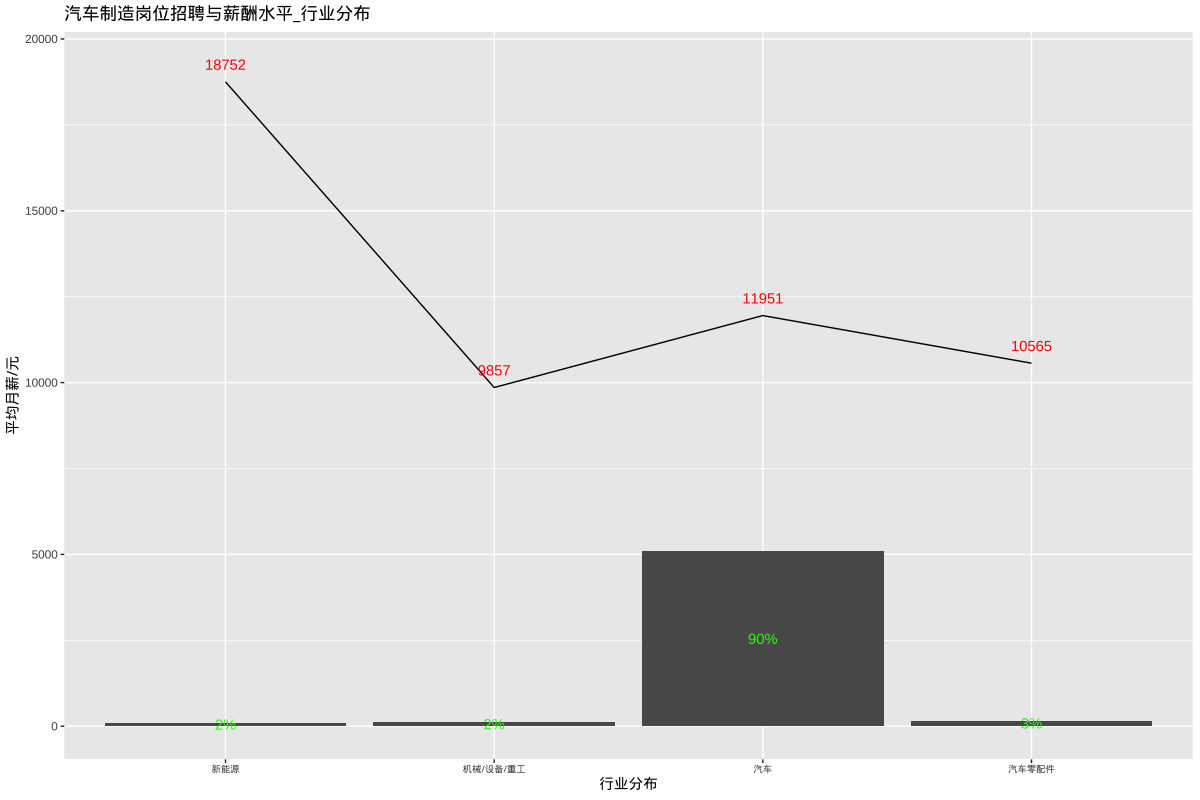 汽车制造岗位招聘与薪酬水平_行业分布
20000
18752
15000
11951
10565
9857
10000
平均月薪/元
5000
90%
0
2%
2%
3%
新能源
机械/设备/重工
汽车
汽车零配件
行业分布